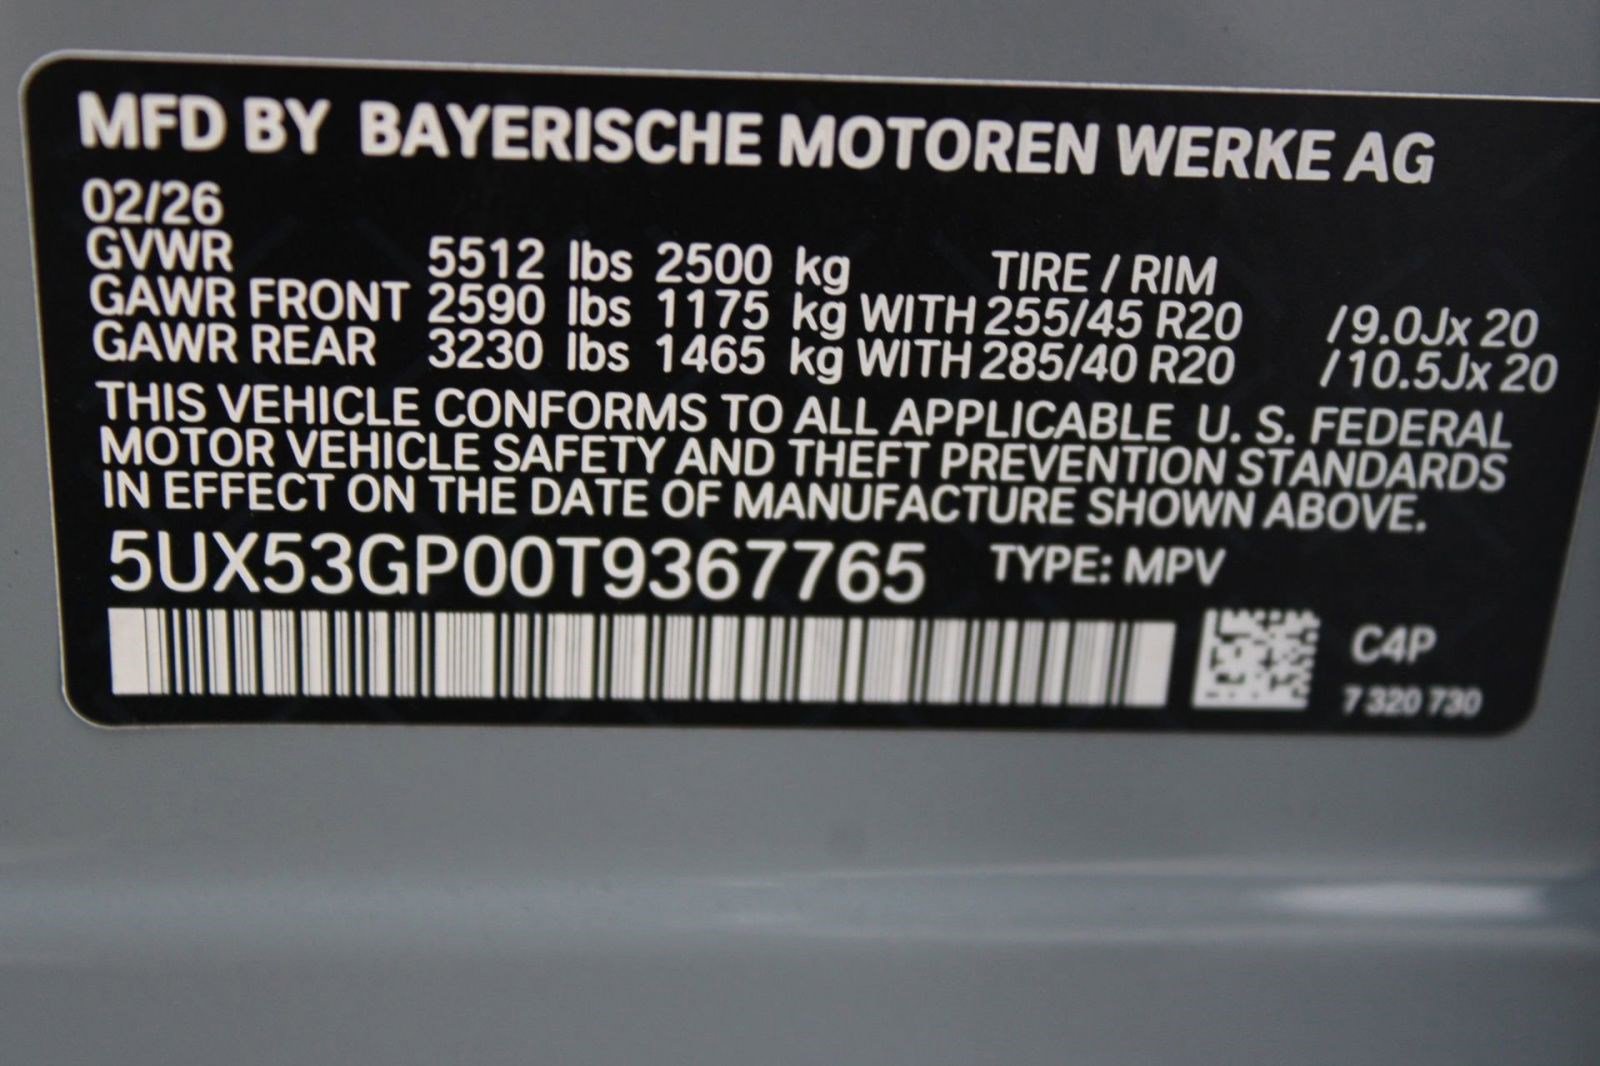 MFD BY BAYERISCHE MOTOREN WERKE AG
02/26
GVWR 5512 lbs 2500 kg TIRE / RIM
GAWR FRONT 2590 lbs 1175 kg WITH 255/45 R20 /9.0Jx 20
GAWR REAR 3230 lbs 1465 kg WITH 285/40 R20 /10.5Jx 20
THIS VEHICLE CONFORMS TO ALL APPLICABLE U. S. FEDERAL
MOTOR VEHICLE SAFETY AND THEFT PREVENTION STANDARDS
IN EFFECT ON THE DATE OF MANUFACTURE SHOWN ABOVE.
5UX53GP00T9367765 TYPE: MPV
C4P
7 320 730